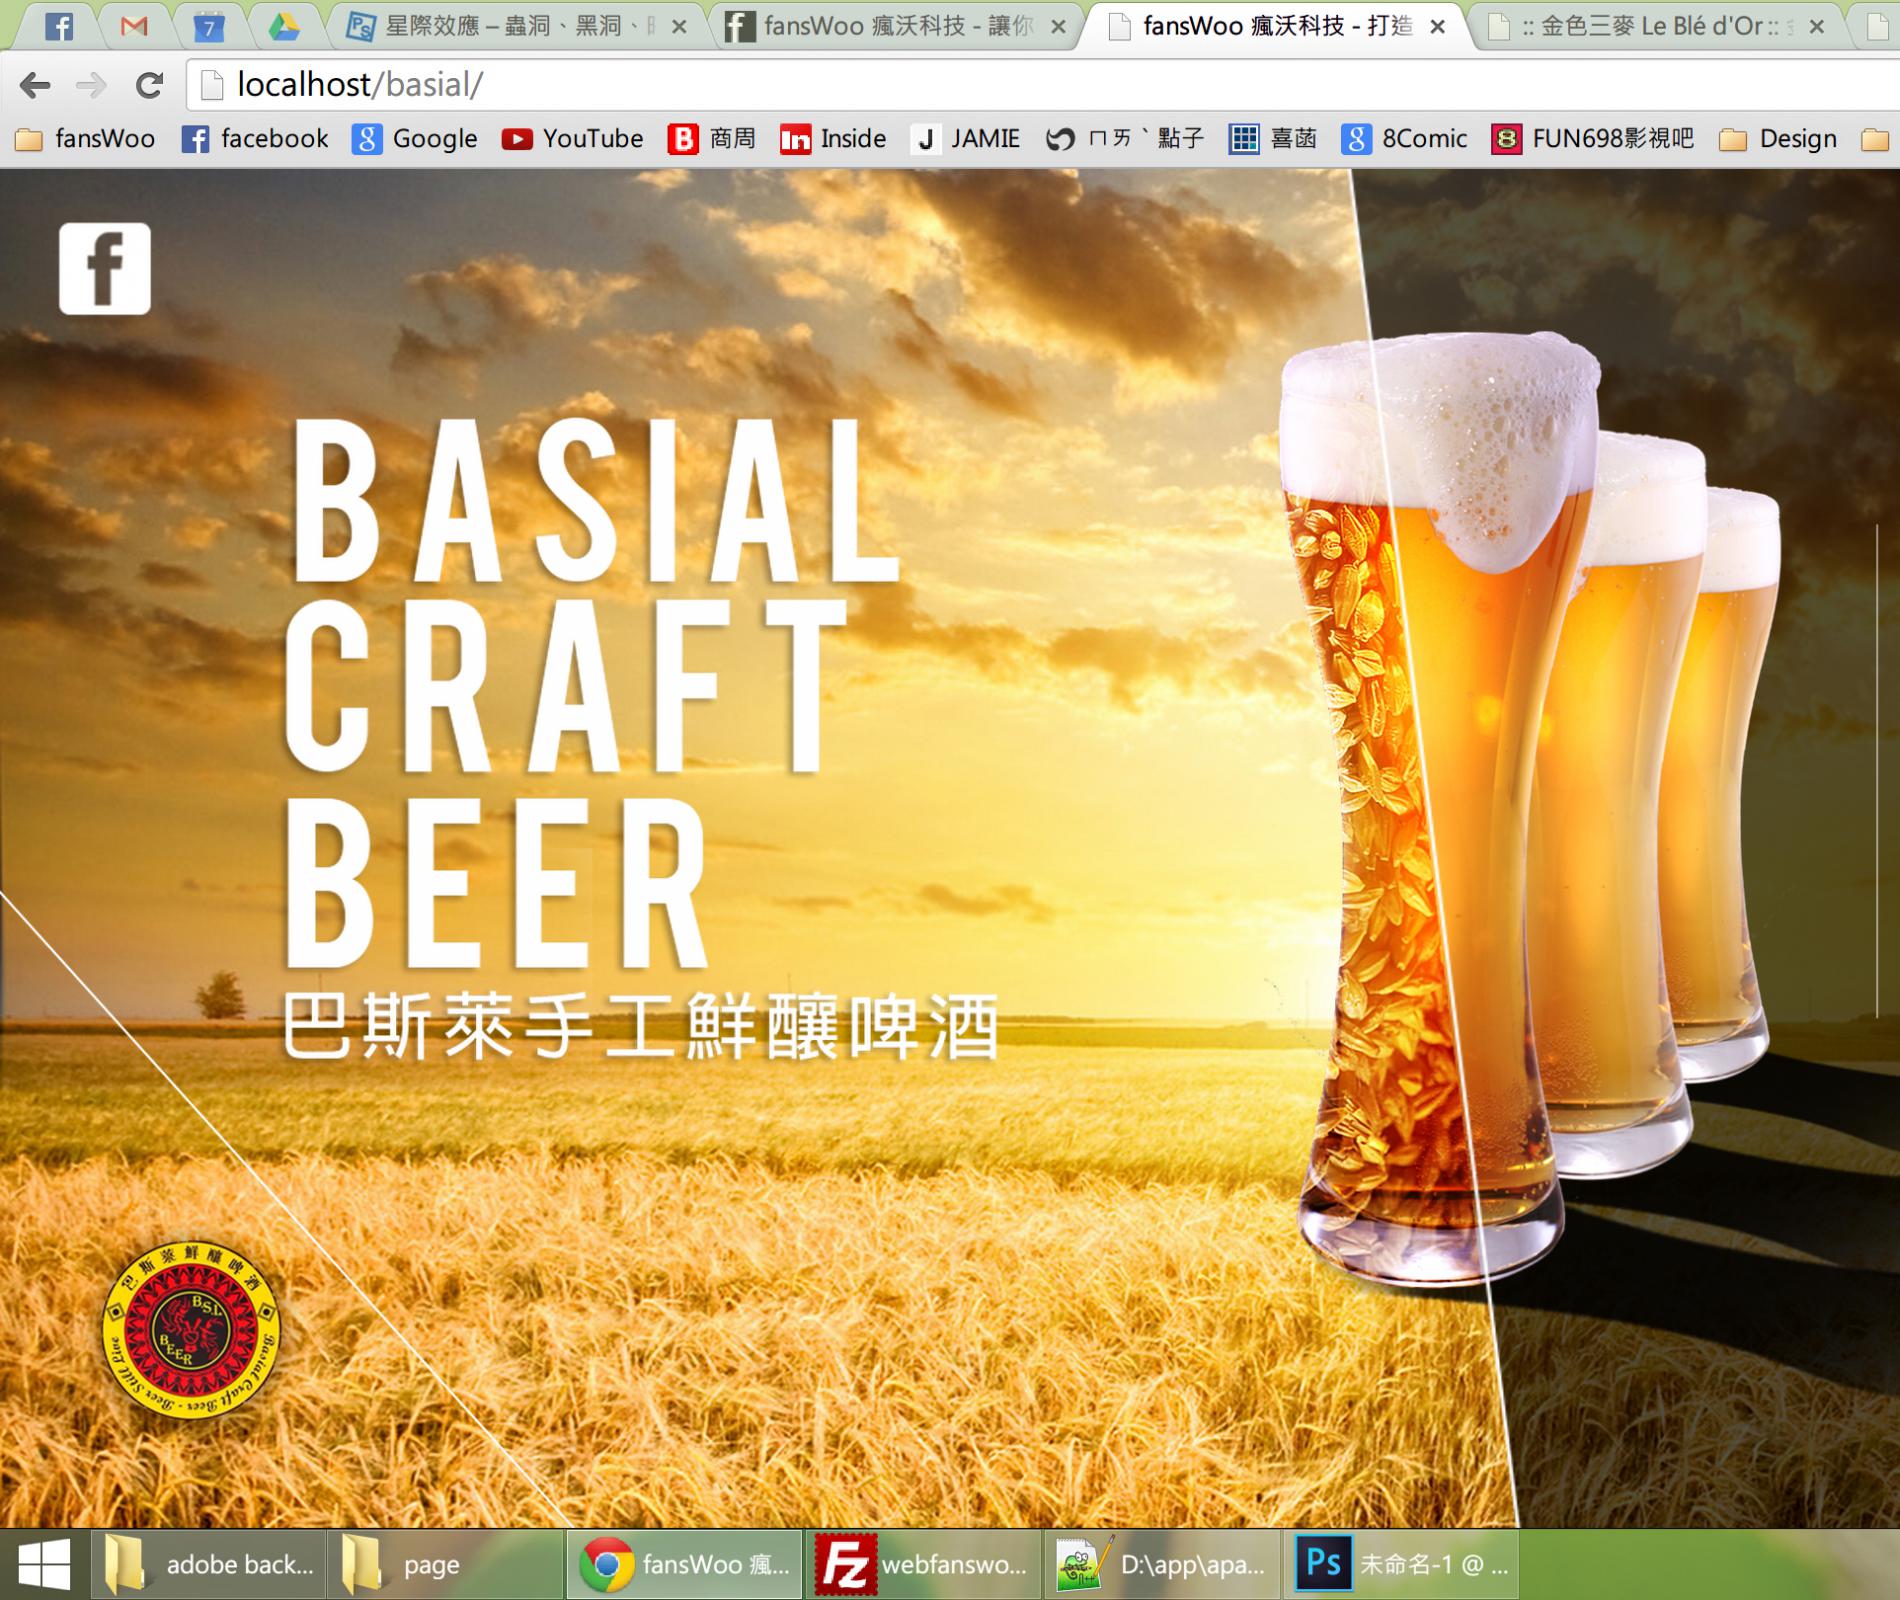 7
星際效應 – 蟲洞、黑洞、
fansWoo 瘋沃科技 - 讓你
fansWoo 瘋沃科技 - 打造
:: 金色三麥 Le Blé d'Or ::
localhost/basial/
fansWoo facebook Google YouTube 商周 Inside JAMIE ㄇㄞˋ點子 喜菡 8Comic FUN698影視吧 Design
BASIAL
CRAFT
BEER
巴斯萊手工鮮釀啤酒
巴斯萊鮮釀啤酒
B.S.L
BEER
Basial Craft Beer - Beer Still Live
adobe back... page fansWoo 瘋... webfanswo... D:\app\apa... 未命名-1 @ ...